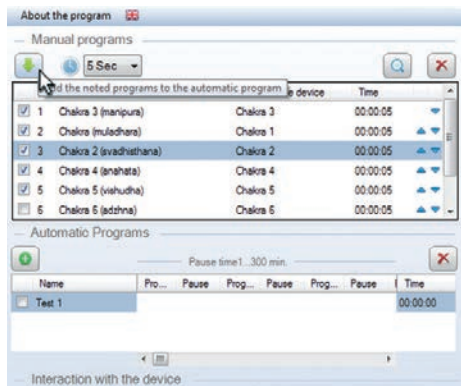 About the program
Manual programs
5 Sec
Add the noted programs to the automatic program
e device Time
1 Chakra 3 (manipura) Chakra 3 00:00:05
2 Chakra (muladhara) Chakra 1 00:00:05
3 Chakra 2 (svadhisthana) Chakra 2 00:00:05
4 Chakra 4 (anahata) Chakra 4 00:00:05
5 Chakra 5 (vishudha) Chakra 5 00:00:05
6 Chakra 6 (adzhna) Chakra 6 00:00:05
Automatic Programs
Pause time1...300 min.
Name Pro... Pause Prog... Pause Prog... Pause Time
Test 1 00:00:00
Interaction with the device